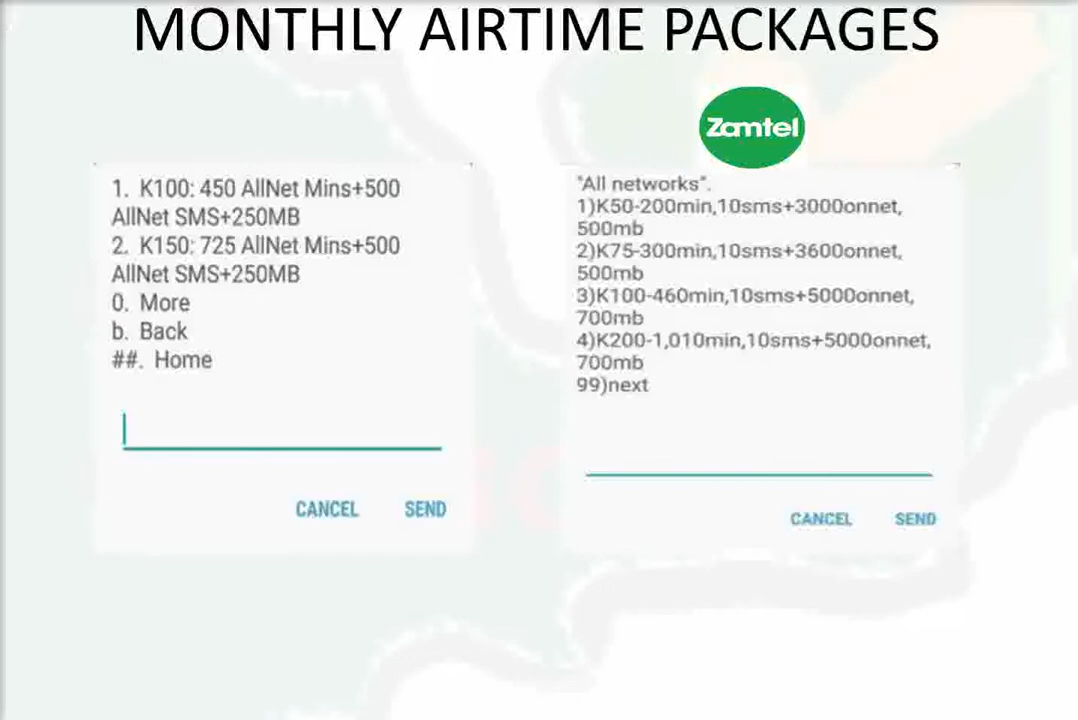 MONTHLY AIRTIME PACKAGES
Zamtel
1. K100: 450 AllNet Mins+500
AllNet SMS+250MB
2. K150: 725 AllNet Mins+500
AllNet SMS+250MB
0. More
b. Back
##. Home
CANCEL SEND
"All networks".
1)K50-200min,10sms+3000onnet,
500mb
2)K75-300min,10sms+3600onnet,
500mb
3)K100-460min,10sms+5000onnet,
700mb
4)K200-1,010min,10sms+5000onnet,
700mb
99)next
CANCEL SEND